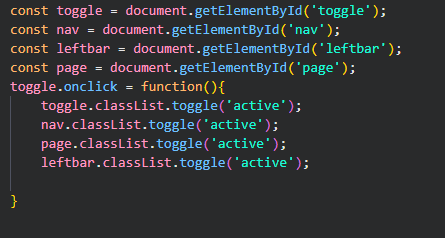 const toggle = document.getElementById('toggle');
const nav = document.getElementById('nav');
const leftbar = document.getElementById('leftbar');
const page = document.getElementById('page');
toggle.onclick = function(){
    toggle.classList.toggle('active');
    nav.classList.toggle('active');
    page.classList.toggle('active');
    leftbar.classList.toggle('active');
}